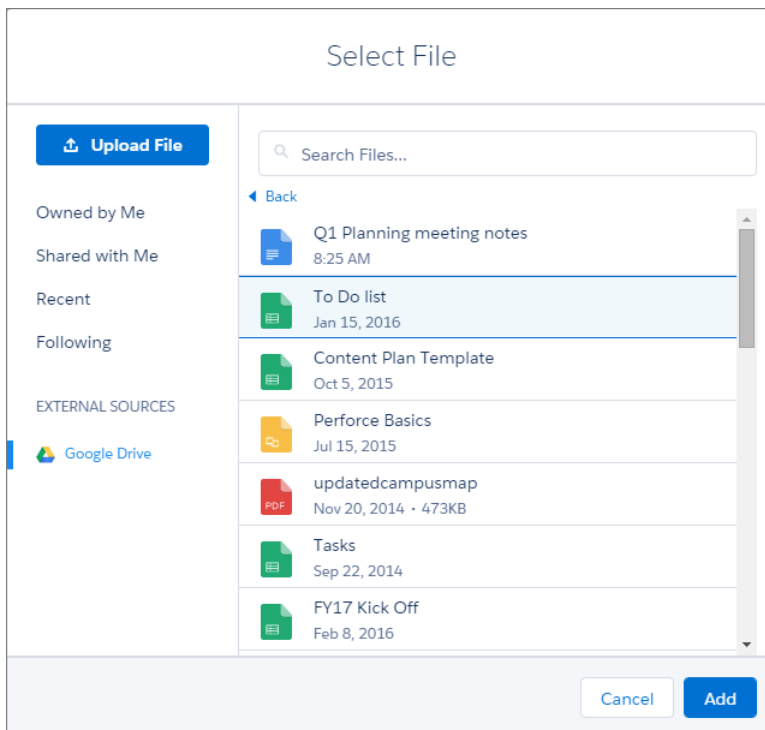 Select File
Upload File
Owned by Me
Shared with Me
Recent
Following
EXTERNAL SOURCES
Google Drive
Search Files...
Back
Q1 Planning meeting notes
8:25 AM
To Do list
Jan 15, 2016
Content Plan Template
Oct 5, 2015
Perforce Basics
Jul 15, 2015
PDF
updatedcampusmap
Nov 20, 2014 • 473KB
Tasks
Sep 22, 2014
FY17 Kick Off
Feb 8, 2016
Cancel
Add